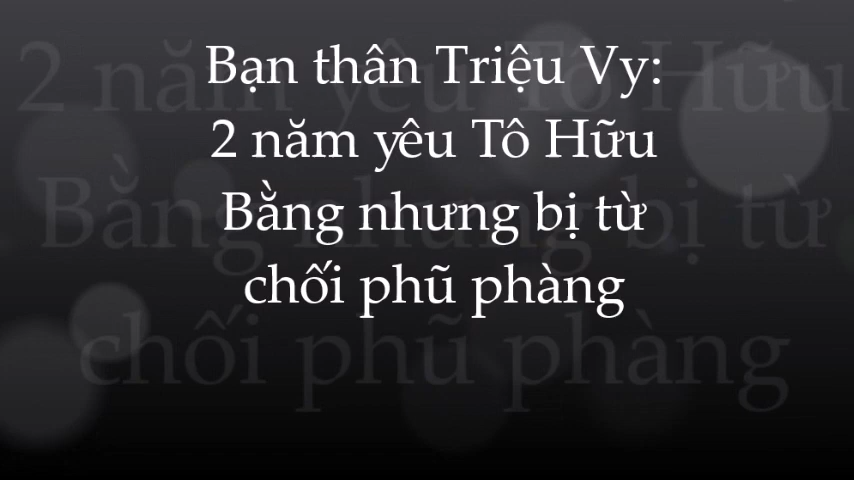 Bạn thân Triệu Vy:
2 năm yêu Tô Hữu
Bằng nhưng bị từ
chối phũ phàng